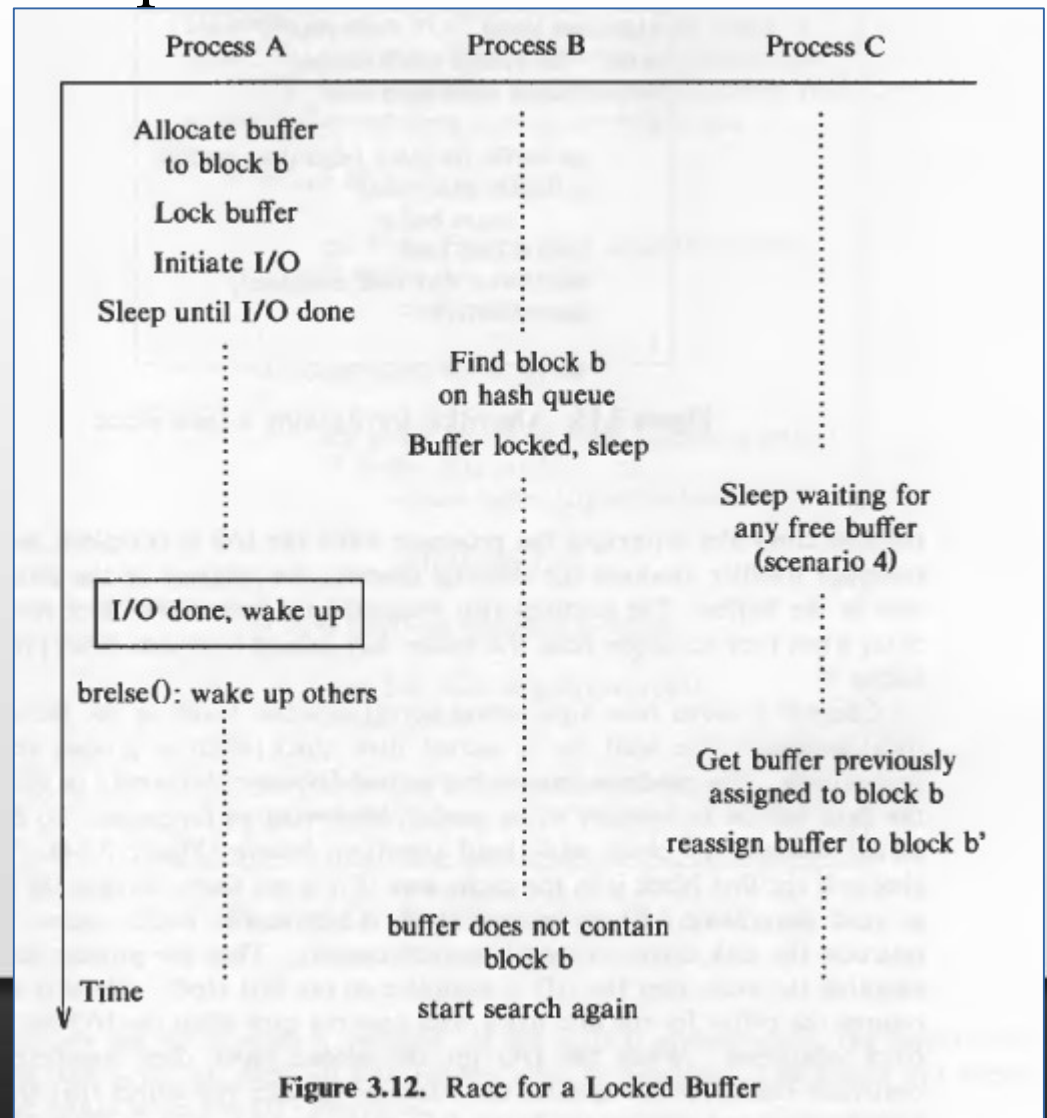 Process A Process B Process C
Allocate buffer
to block b
Lock buffer
Initiate I/O
Sleep until I/O done
Find block b
on hash queue
Buffer locked, sleep
Sleep waiting for
any free buffer
(scenario 4)
I/O done, wake up
brelse(): wake up others
Get buffer previously
assigned to block b
reassign buffer to block b'
buffer does not contain
block b
Time
start search again
Figure 3.12. Race for a Locked Buffer